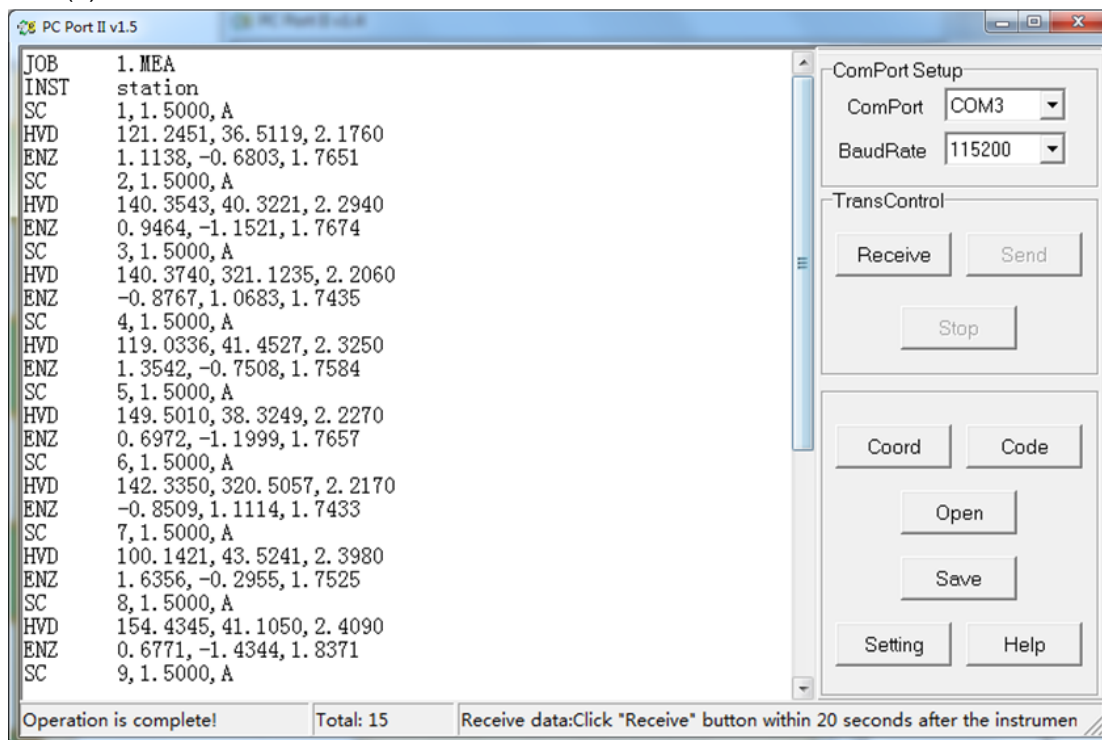 PC Port II v1.5
JOB 1.MEA
INST station
SC 1,1.5000,A
HVD 121.2451,36.5119,2.1760
ENZ 1.1138,-0.6803,1.7651
SC 2,1.5000,A
HVD 140.3543,40.3221,2.2940
ENZ 0.9464,-1.1521,1.7674
SC 3,1.5000,A
HVD 140.3740,321.1235,2.2060
ENZ -0.8767,1.0683,1.7435
SC 4,1.5000,A
HVD 119.0336,41.4527,2.3250
ENZ 1.3542,-0.7508,1.7584
SC 5,1.5000,A
HVD 149.5010,38.3249,2.2270
ENZ 0.6972,-1.1999,1.7657
SC 6,1.5000,A
HVD 142.3350,320.5057,2.2170
ENZ -0.8509,1.1114,1.7433
SC 7,1.5000,A
HVD 100.1421,43.5241,2.3980
ENZ 1.6356,-0.2955,1.7525
SC 8,1.5000,A
HVD 154.4345,41.1050,2.4090
ENZ 0.6771,-1.4344,1.8371
SC 9,1.5000,A
ComPort Setup
ComPort COM3
BaudRate 115200
TransControl
Receive Send
Stop
Coord Code
Open
Save
Setting Help
Operation is complete! Total: 15 Receive data:Click "Receive" button within 20 seconds after the instrumen